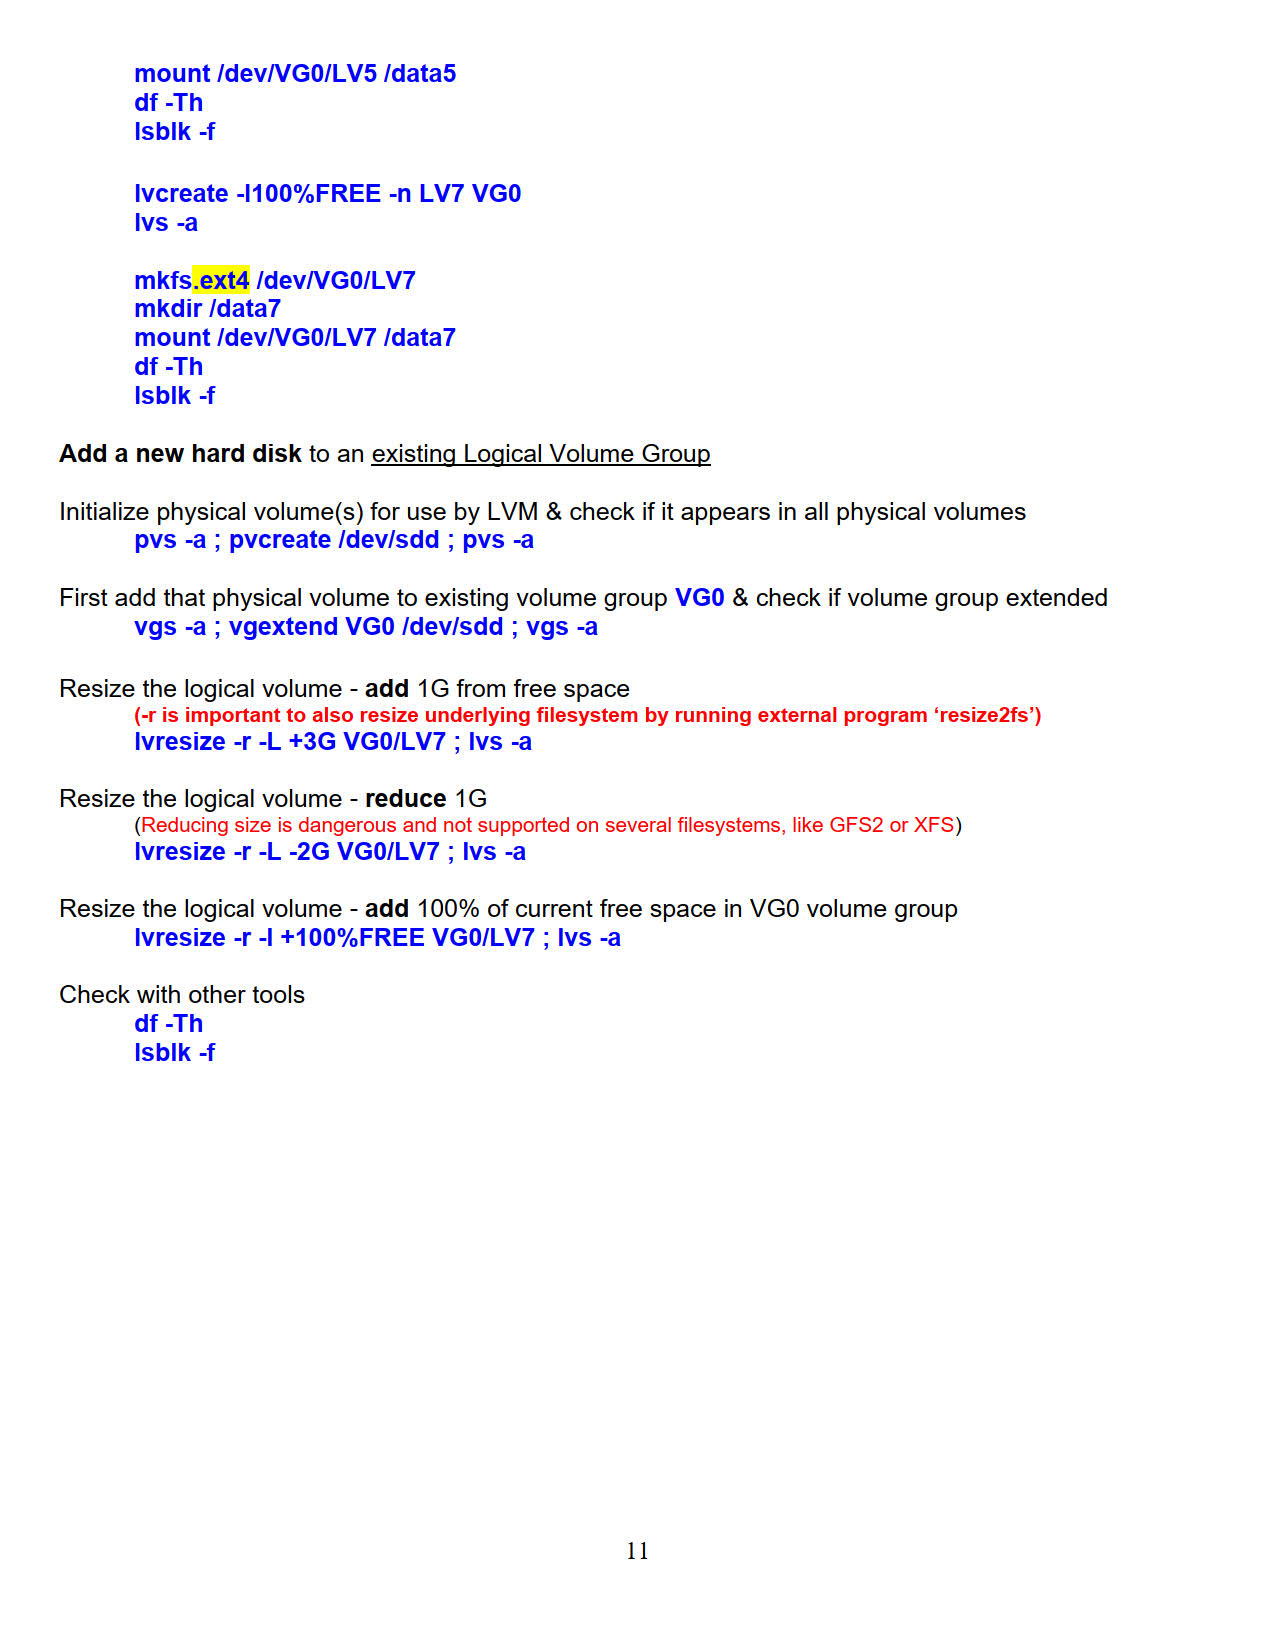 mount /dev/VG0/LV5 /data5
df -Th
lsblk -f
lvcreate -l100%FREE -n LV7 VG0
lvs -a
mkfs.ext4 /dev/VG0/LV7
mkdir /data7
mount /dev/VG0/LV7 /data7
df -Th
lsblk -f
Add a new hard disk to an existing Logical Volume Group
Initialize physical volume(s) for use by LVM & check if it appears in all physical volumes
pvs -a ; pvcreate /dev/sdd ; pvs -a
First add that physical volume to existing volume group VG0 & check if volume group extended
vgs -a ; vgextend VG0 /dev/sdd ; vgs -a
Resize the logical volume - add 1G from free space
(-r is important to also resize underlying filesystem by running external program ‘resize2fs’)
lvresize -r -L +3G VG0/LV7 ; lvs -a
Resize the logical volume - reduce 1G
(Reducing size is dangerous and not supported on several filesystems, like GFS2 or XFS)
lvresize -r -L -2G VG0/LV7 ; lvs -a
Resize the logical volume - add 100% of current free space in VG0 volume group
lvresize -r -l +100%FREE VG0/LV7 ; lvs -a
Check with other tools
df -Th
lsblk -f
11